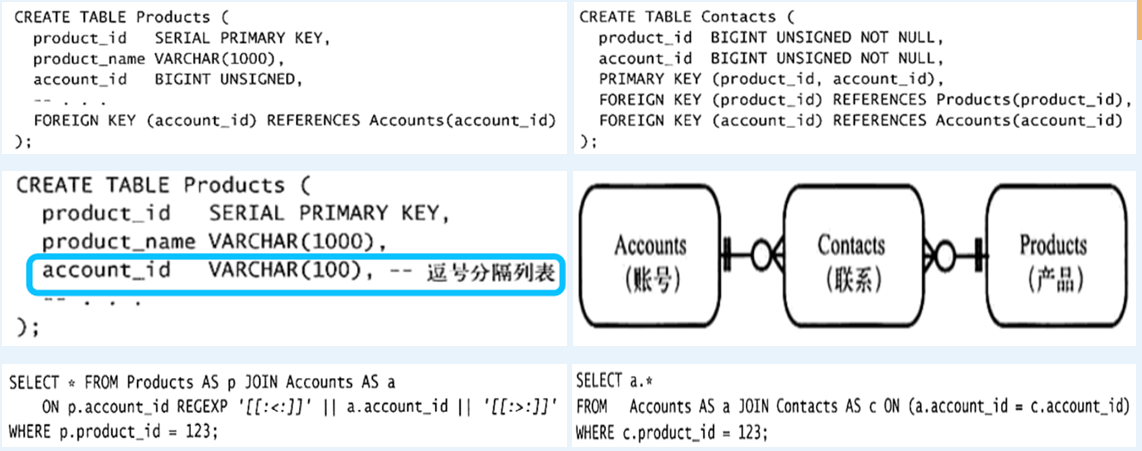 CREATE TABLE Products (
product_id SERIAL PRIMARY KEY,
product_name VARCHAR(1000),
account_id BIGINT UNSIGNED,
-- . . .
FOREIGN KEY (account_id) REFERENCES Accounts(account_id)
);
CREATE TABLE Contacts (
product_id BIGINT UNSIGNED NOT NULL,
account_id BIGINT UNSIGNED NOT NULL,
PRIMARY KEY (product_id, account_id),
FOREIGN KEY (product_id) REFERENCES Products(product_id),
FOREIGN KEY (account_id) REFERENCES Accounts(account_id)
);
CREATE TABLE Products (
product_id SERIAL PRIMARY KEY,
product_name VARCHAR(1000),
account_id VARCHAR(100), -- 逗号分隔列表
-- . . .
);
Accounts
(账号)
Contacts
(联系)
Products
(产品)
SELECT * FROM Products AS p JOIN Accounts AS a
ON p.account_id REGEXP '[[:<:]]' || a.account_id || '[[:>:]]'
WHERE p.product_id = 123;
SELECT a.*
FROM Accounts AS a JOIN Contacts AS c ON (a.account_id = c.account_id)
WHERE c.product_id = 123;